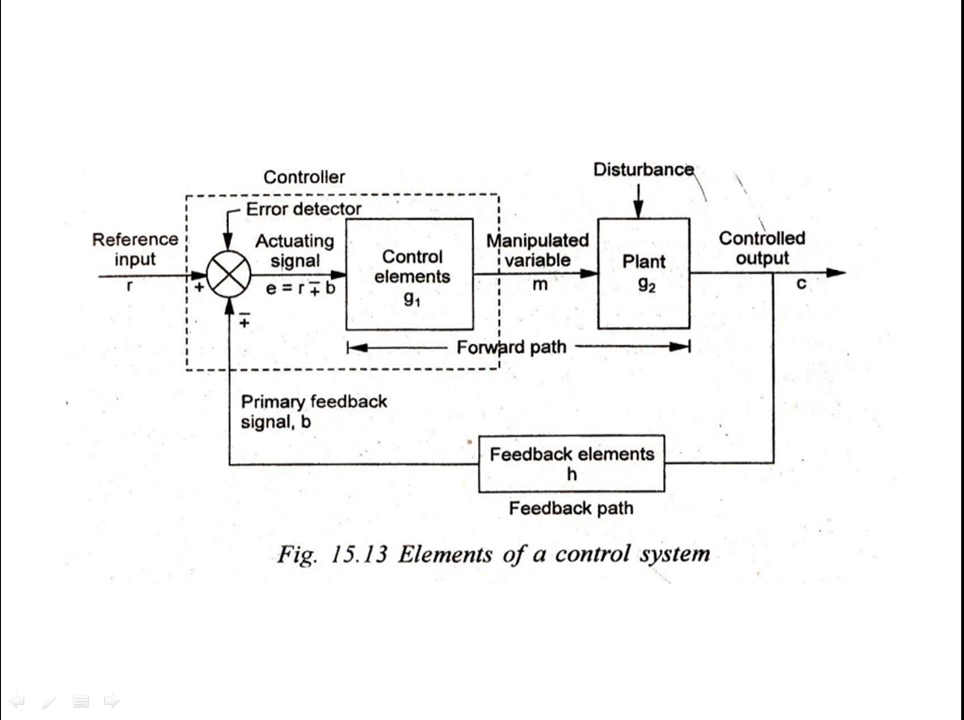 Controller
Disturbance
Error detector
Reference
input
r
+
Actuating
signal
e = r ∓ b
Control
elements
g₁
Manipulated
variable
m
Plant
g₂
Controlled
output
c
∓
Forward path
Primary feedback
signal, b
Feedback elements
h
Feedback path
Fig. 15.13 Elements of a control system